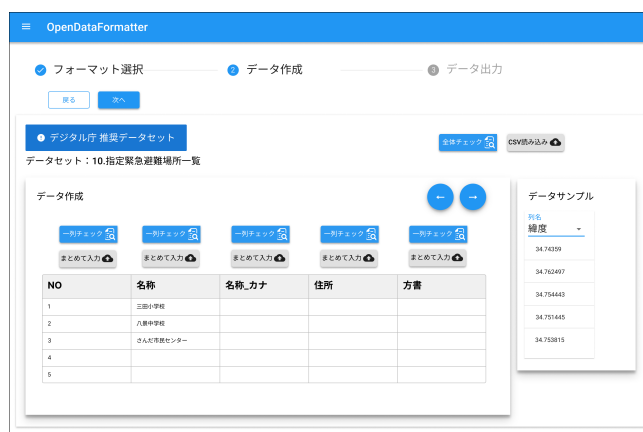 OpenDataFormatter
フォーマット選択
2 データ作成
3 データ出力
戻る 次へ
デジタル庁 推奨データセット
全体チェック CSV読み込み
データセット：10.指定緊急避難場所一覧
データ作成
← →
一列チェック 一列チェック 一列チェック 一列チェック 一列チェック
まとめて入力 まとめて入力 まとめて入力 まとめて入力 まとめて入力
NO 名称 名称_カナ 住所 方書
1 三田小学校
2 八景中学校
3 さんだ市民センター
4
5
データサンプル
列名
緯度
34.74359
34.762497
34.754443
34.751445
34.753815